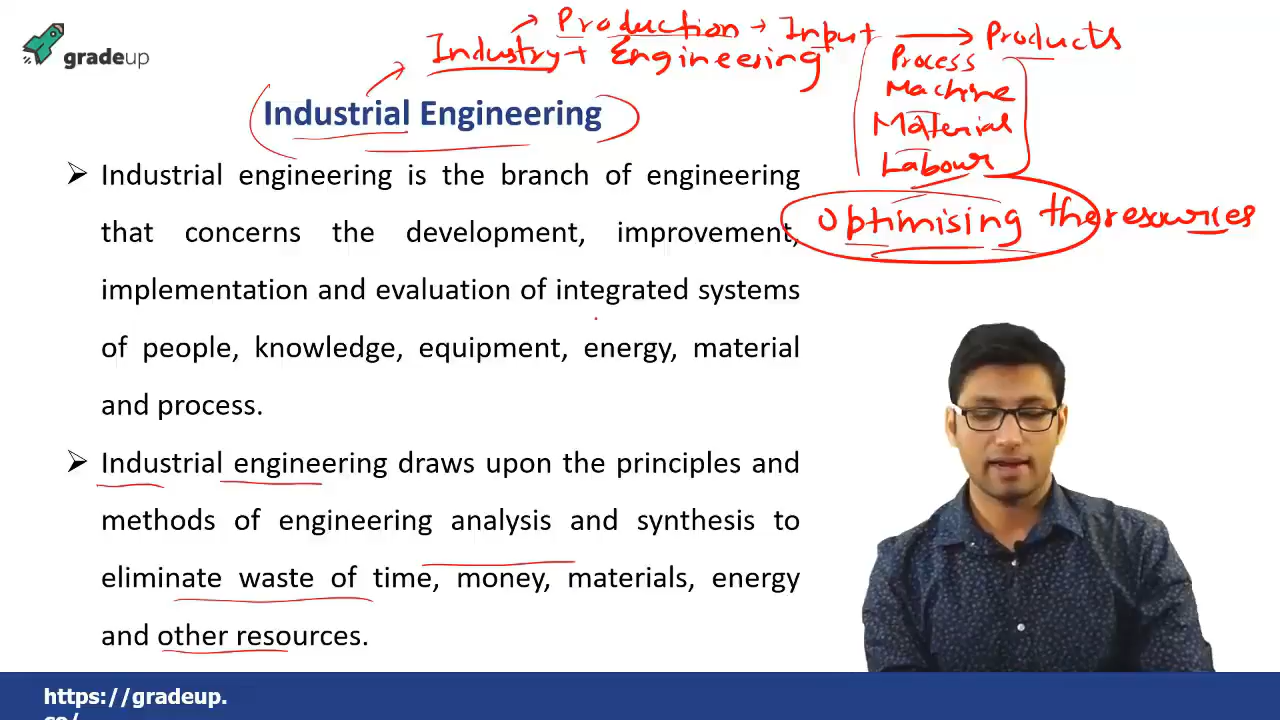 gradeup
Production → Input → Products
Industry + Engineering
Process
Machine
Material
Labour
Optimising the resources
Industrial Engineering
➢ Industrial engineering is the branch of engineering
that concerns the development, improvement,
implementation and evaluation of integrated systems
of people, knowledge, equipment, energy, material
and process.
➢ Industrial engineering draws upon the principles and
methods of engineering analysis and synthesis to
eliminate waste of time, money, materials, energy
and other resources.
https://gradeup.
co/